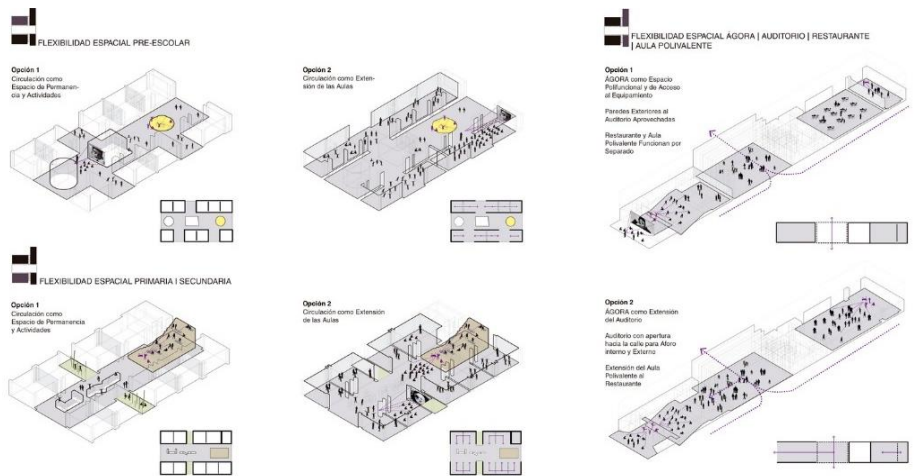 FLEXIBILIDAD ESPACIAL PRE-ESCOLAR
Opción 1
Circulación como
Espacio de Permanen-
cia y Actividades
Opción 2
Circulación como Exten-
sión de las Aulas
FLEXIBILIDAD ESPACIAL PRIMARIA I SECUNDARIA
Opción 1
Circulación como
Espacio de Permanencia
y Actividades
Opción 2
Circulación como Extensión
de las Aulas
FLEXIBILIDAD ESPACIAL ÁGORA | AUDITORIO | RESTAURANTE
| AULA POLIVALENTE
Opción 1
ÁGORA como Espacio
Polifuncional y de Acceso
al Equipamiento
Paredes Exteriores al
Auditorio Aprovechadas
Restaurante y Aula
Polivalente Funcionan por
Separado
Opción 2
ÁGORA como Extensión
del Auditorio
Auditorio con apertura
hacia la calle para Aforo
interno y Externo
Extensión del Aula
Polivalente al
Restaurante